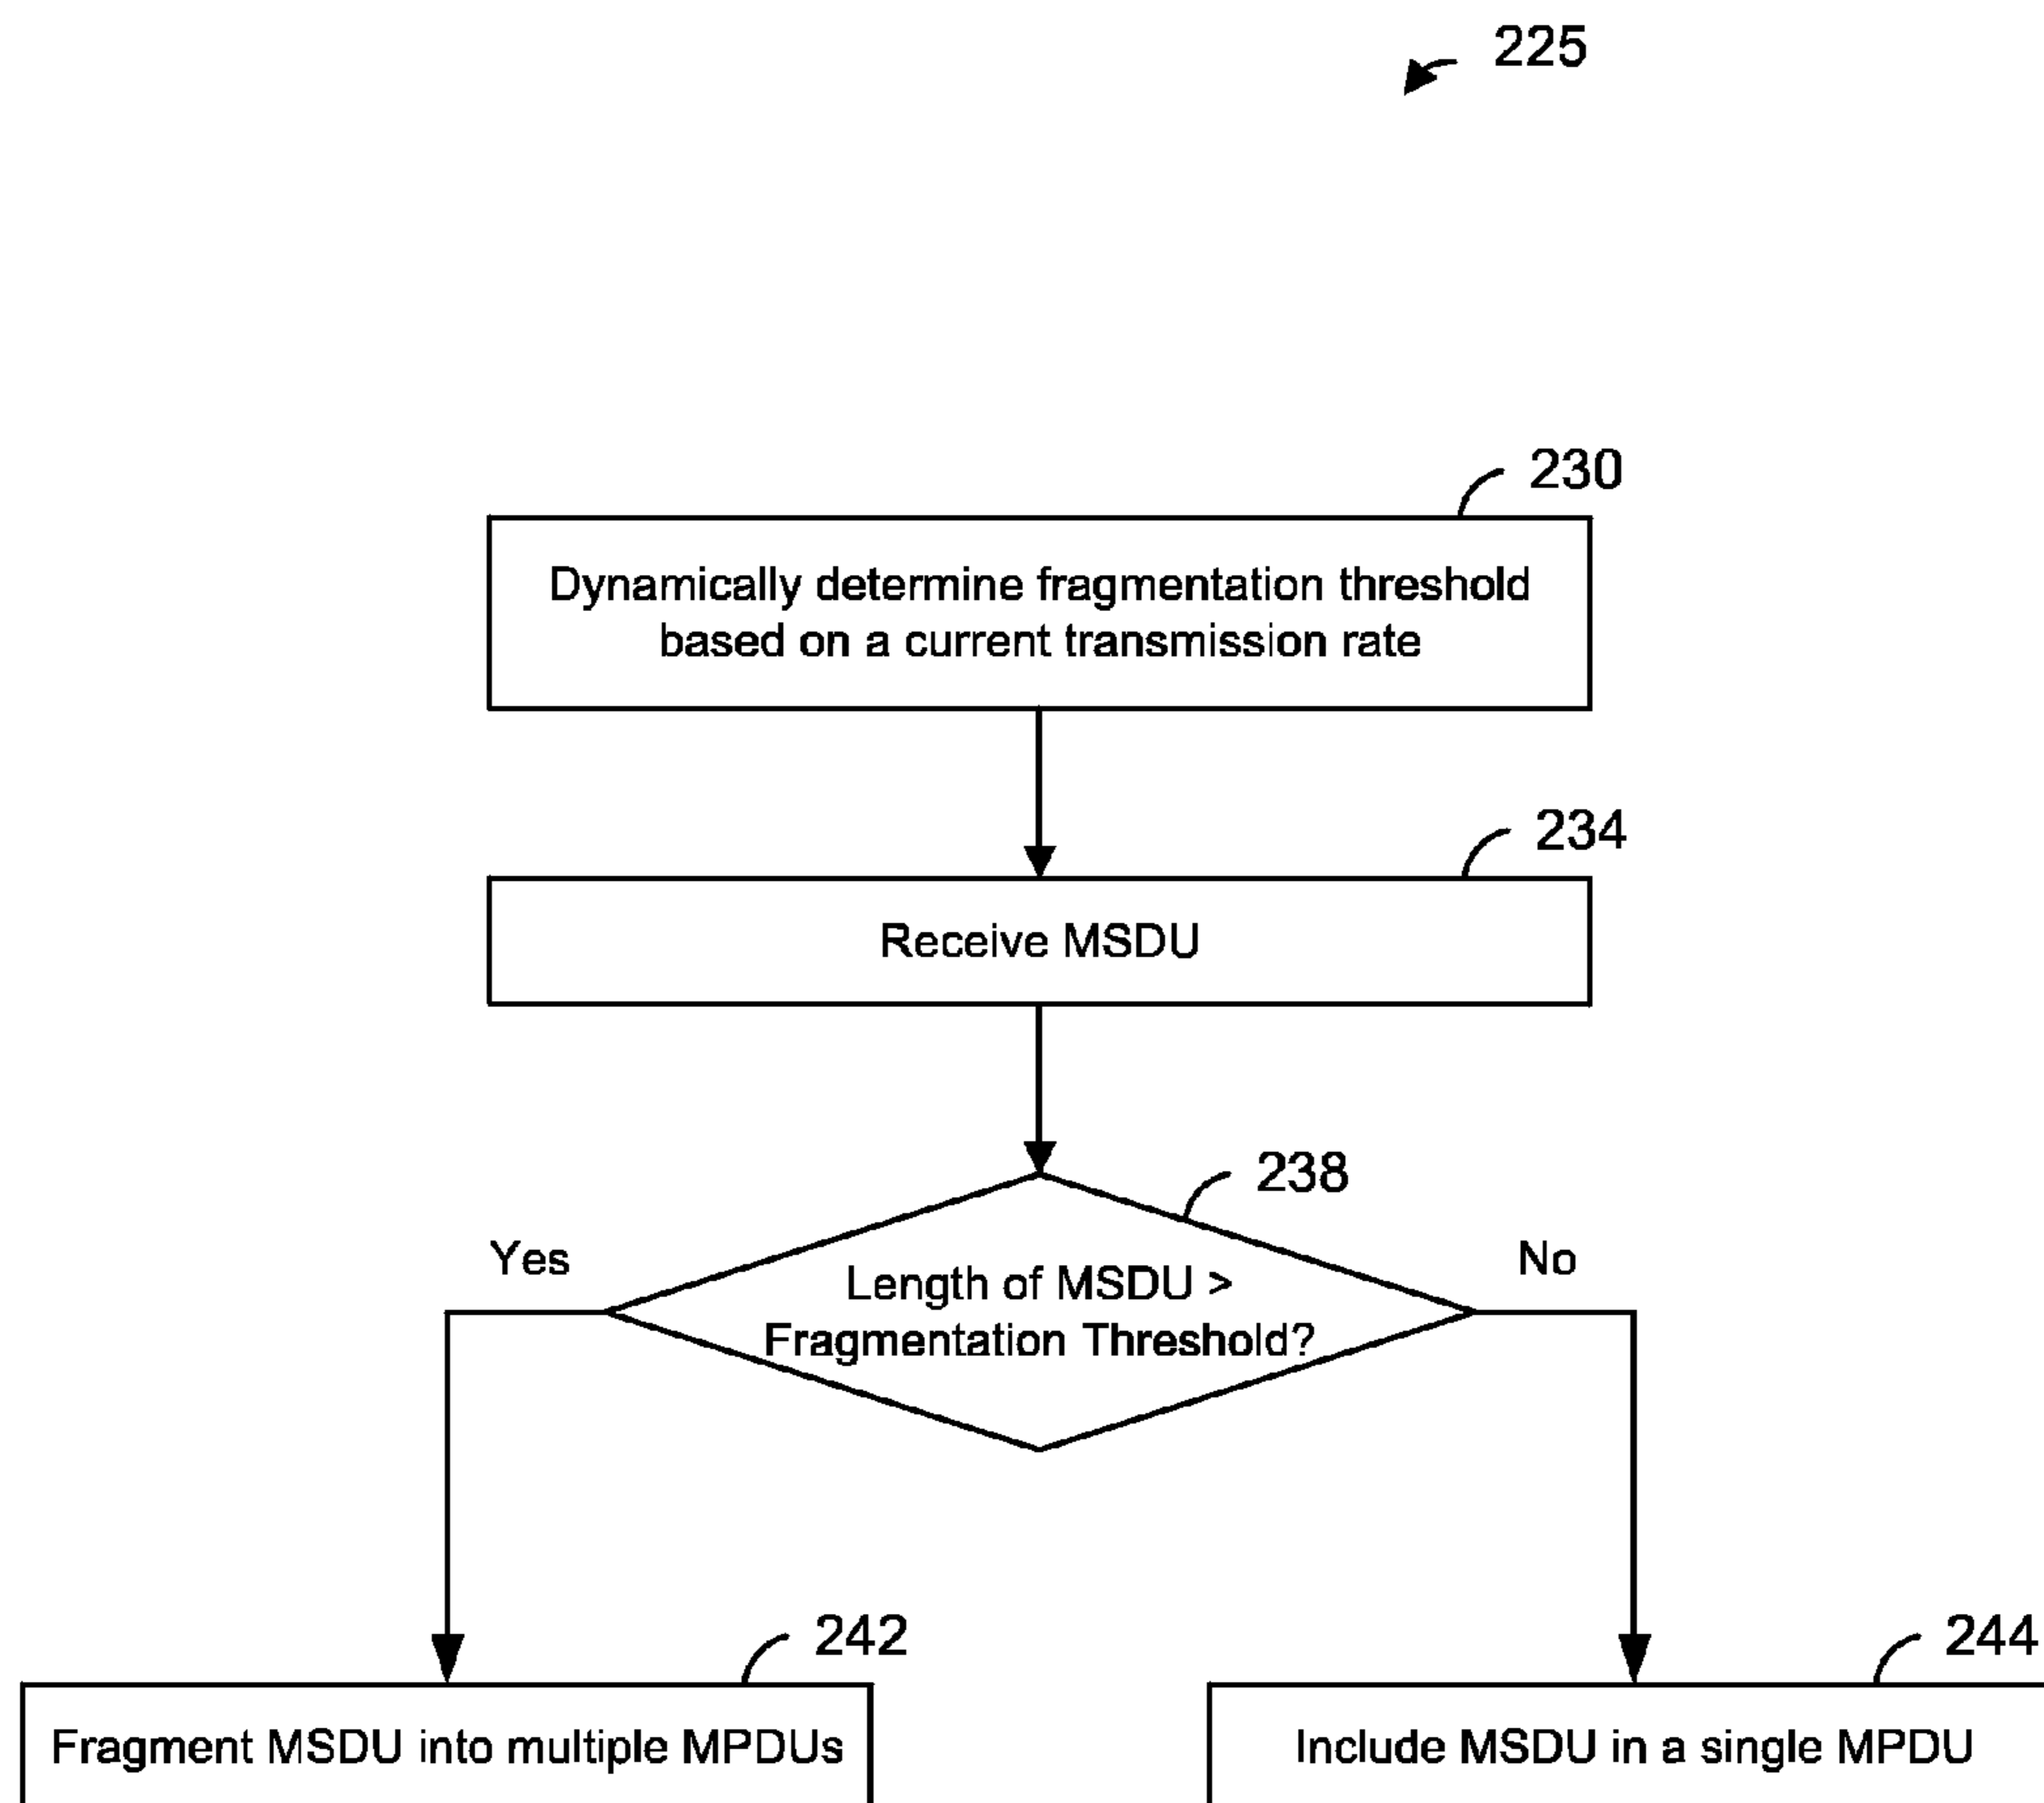 225
230
Dynamically determine fragmentation threshold
based on a current transmission rate
234
Receive MSDU
238
Yes
No
Length of MSDU >
Fragmentation Threshold?
242
244
Fragment MSDU into multiple MPDUs
Include MSDU in a single MPDU